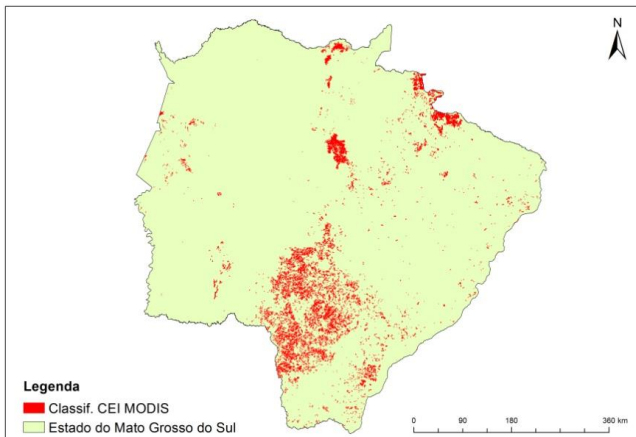 N
Legenda
Classif. CEI MODIS
Estado do Mato Grosso do Sul
0 90 180 360 km